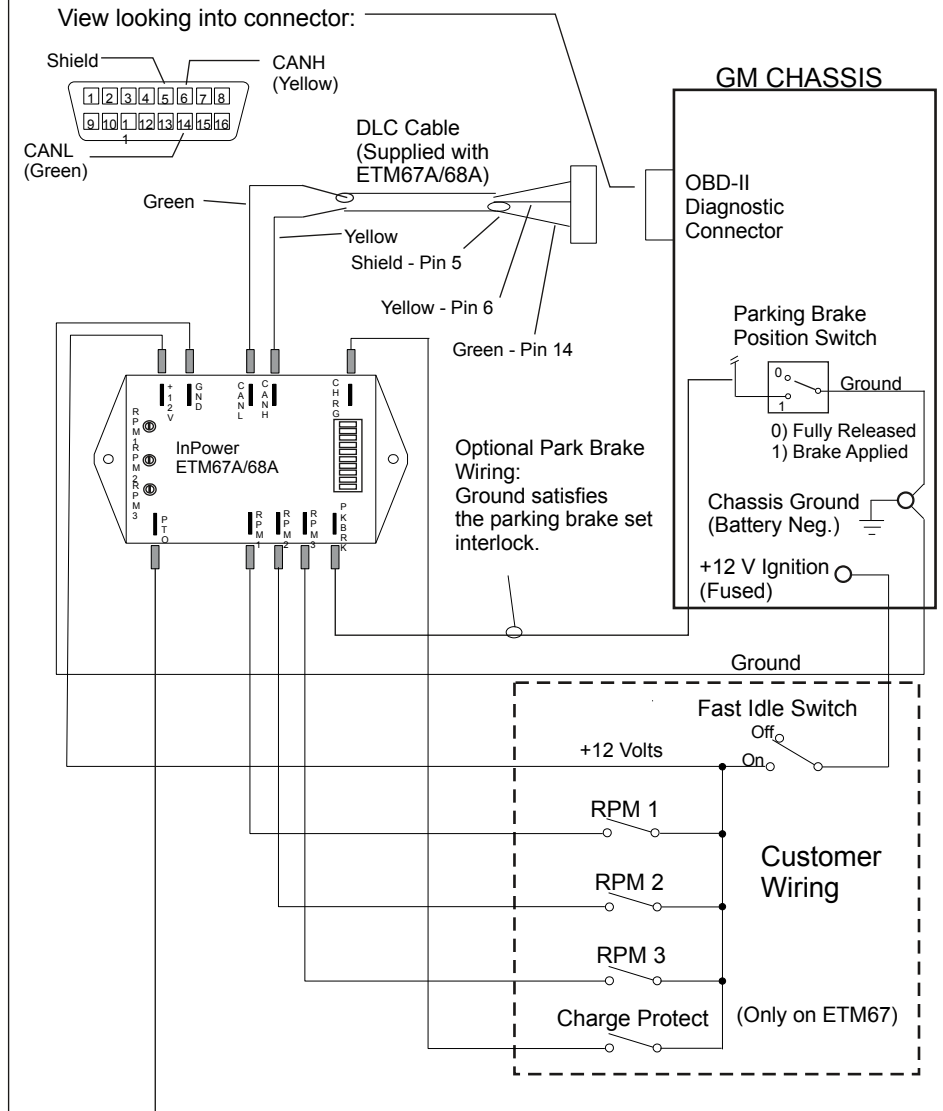 View looking into connector:
Shield
CANH
(Yellow)
1 2 3 4 5 6 7 8
9 10 11 12 13 14 15 16
CANL
(Green)
GM CHASSIS
DLC Cable
(Supplied with
ETM67A/68A)
OBD-II
Diagnostic
Connector
Green
Yellow
Shield - Pin 5
Yellow - Pin 6
Green - Pin 14
Parking Brake
Position Switch
0
1
Ground
0) Fully Released
1) Brake Applied
+12V
GND
CANL
CANH
CHRG
RPM1
RPM2
RPM3
InPower
ETM67A/68A
PTO
RPM1
RPM2
RPM3
PKBRK
Optional Park Brake
Wiring:
Ground satisfies
the parking brake set
interlock.
Chassis Ground
(Battery Neg.)
+12 V Ignition
(Fused)
Ground
Fast Idle Switch
Off
On
+12 Volts
RPM 1
RPM 2
RPM 3
Customer
Wiring
Charge Protect
(Only on ETM67)